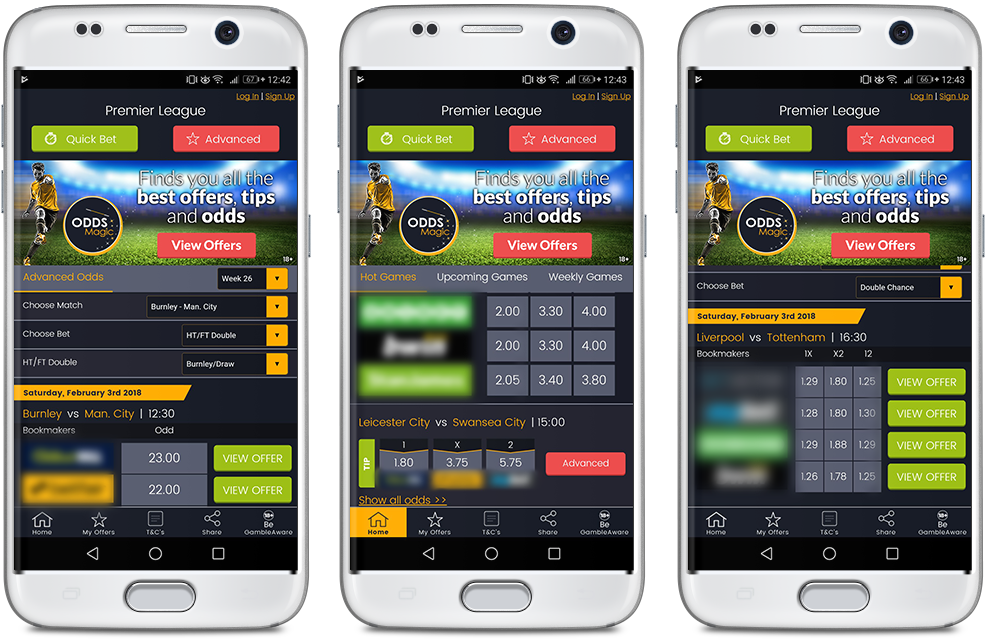 67 12:42
Log In | Sign Up
Premier League
Quick Bet
Advanced
Finds you all the
best offers, tips
and odds
ODDS
Magic
View Offers
18+
Advanced Odds
Week 26
Choose Match
Burnley - Man. City
Choose Bet
HT/FT Double
HT/FT Double
Burnley/Draw
Saturday, February 3rd 2018
Burnley vs Man. City | 12:30
Bookmakers Odd
23.00 VIEW OFFER
22.00 VIEW OFFER
Home My Offers T&C's Share 18+ Be GambleAware
66 12:43
Log In | Sign Up
Premier League
Quick Bet
Advanced
Finds you all the
best offers, tips
and odds
ODDS
Magic
View Offers
18+
Hot Games Upcoming Games Weekly Games
2.00 3.30 4.00
2.00 3.30 4.00
2.05 3.40 3.80
Leicester City vs Swansea City | 15:00
TIP
1 X 2
1.80 3.75 5.75
Advanced
Show all odds >>
Home My Offers T&C's Share 18+ Be GambleAware
66 12:43
Log In | Sign Up
Premier League
Quick Bet
Advanced
Finds you all the
best offers, tips
and odds
ODDS
Magic
View Offers
18+
Choose Bet
Double Chance
Saturday, February 3rd 2018
Liverpool vs Tottenham | 16:30
Bookmakers 1X X2 12
1.29 1.80 1.25 VIEW OFFER
1.28 1.80 1.30 VIEW OFFER
1.29 1.88 1.29 VIEW OFFER
1.26 1.78 1.25 VIEW OFFER
Home My Offers T&C's Share 18+ Be GambleAware